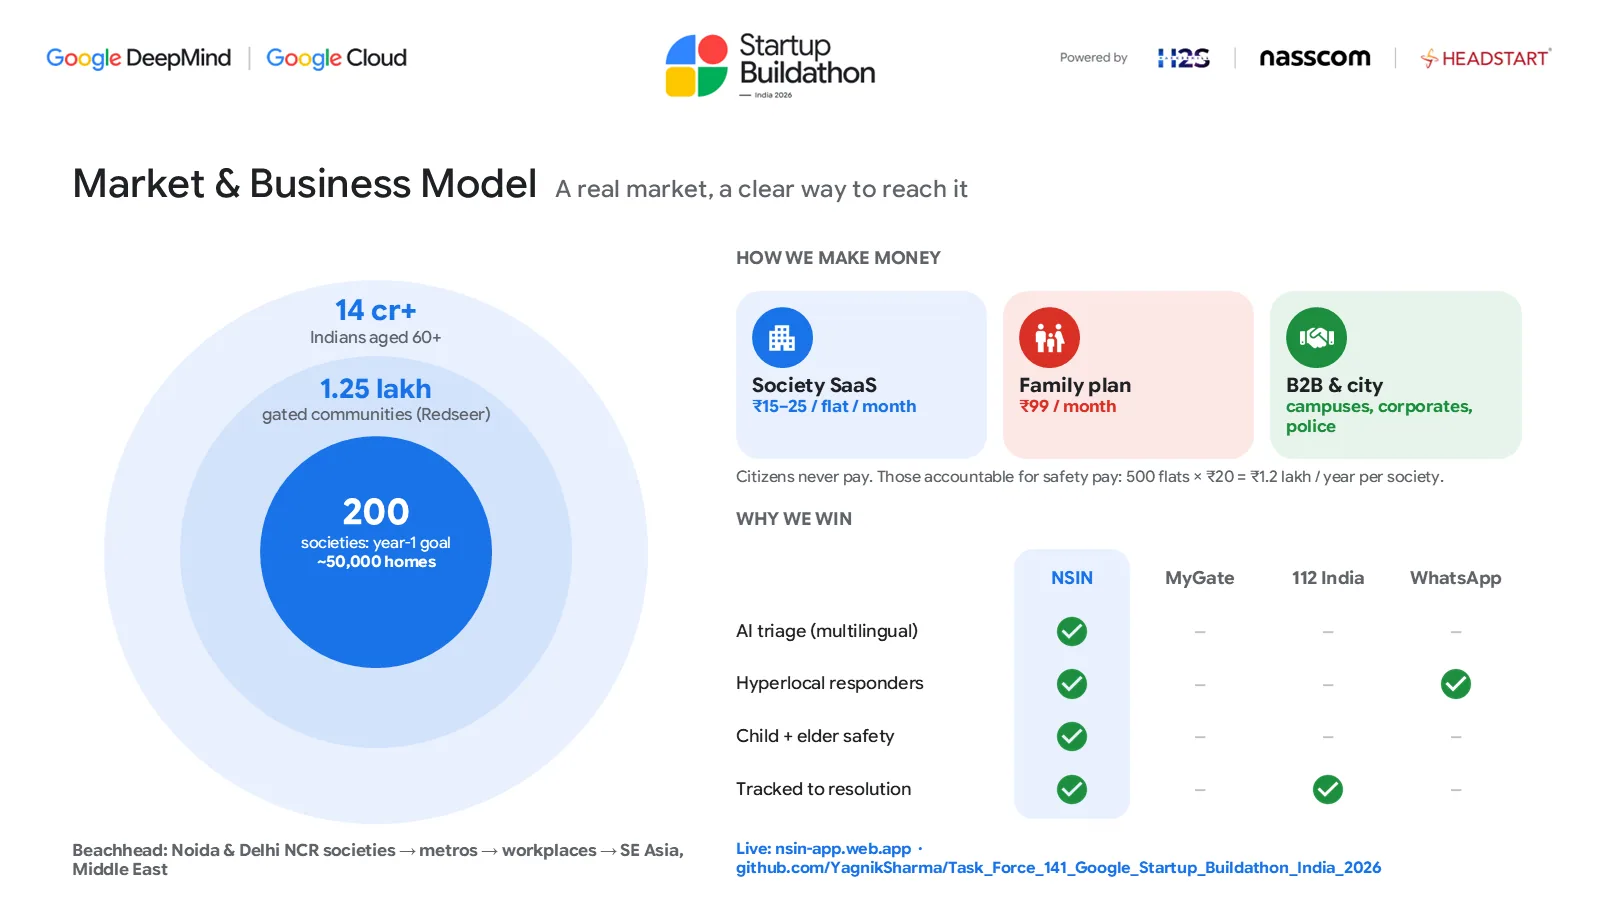 Google DeepMind | Google Cloud
Startup
Buildathon
— India 2026
Powered by
H2S
nasscom
HEADSTART
Market & Business Model A real market, a clear way to reach it
14 cr+
Indians aged 60+
1.25 lakh
gated communities (Redseer)
200
societies: year-1 goal
~50,000 homes
Beachhead: Noida & Delhi NCR societies → metros → workplaces → SE Asia,
Middle East
HOW WE MAKE MONEY
Society SaaS
₹15–25 / flat / month
Family plan
₹99 / month
B2B & city
campuses, corporates,
police
Citizens never pay. Those accountable for safety pay: 500 flats × ₹20 = ₹1.2 lakh / year per society.
WHY WE WIN
NSIN MyGate 112 India WhatsApp
AI triage (multilingual) – – –
Hyperlocal responders – –
Child + elder safety – – –
Tracked to resolution – –
Live: nsin-app.web.app ·
github.com/YagnikSharma/Task_Force_141_Google_Startup_Buildathon_India_2026